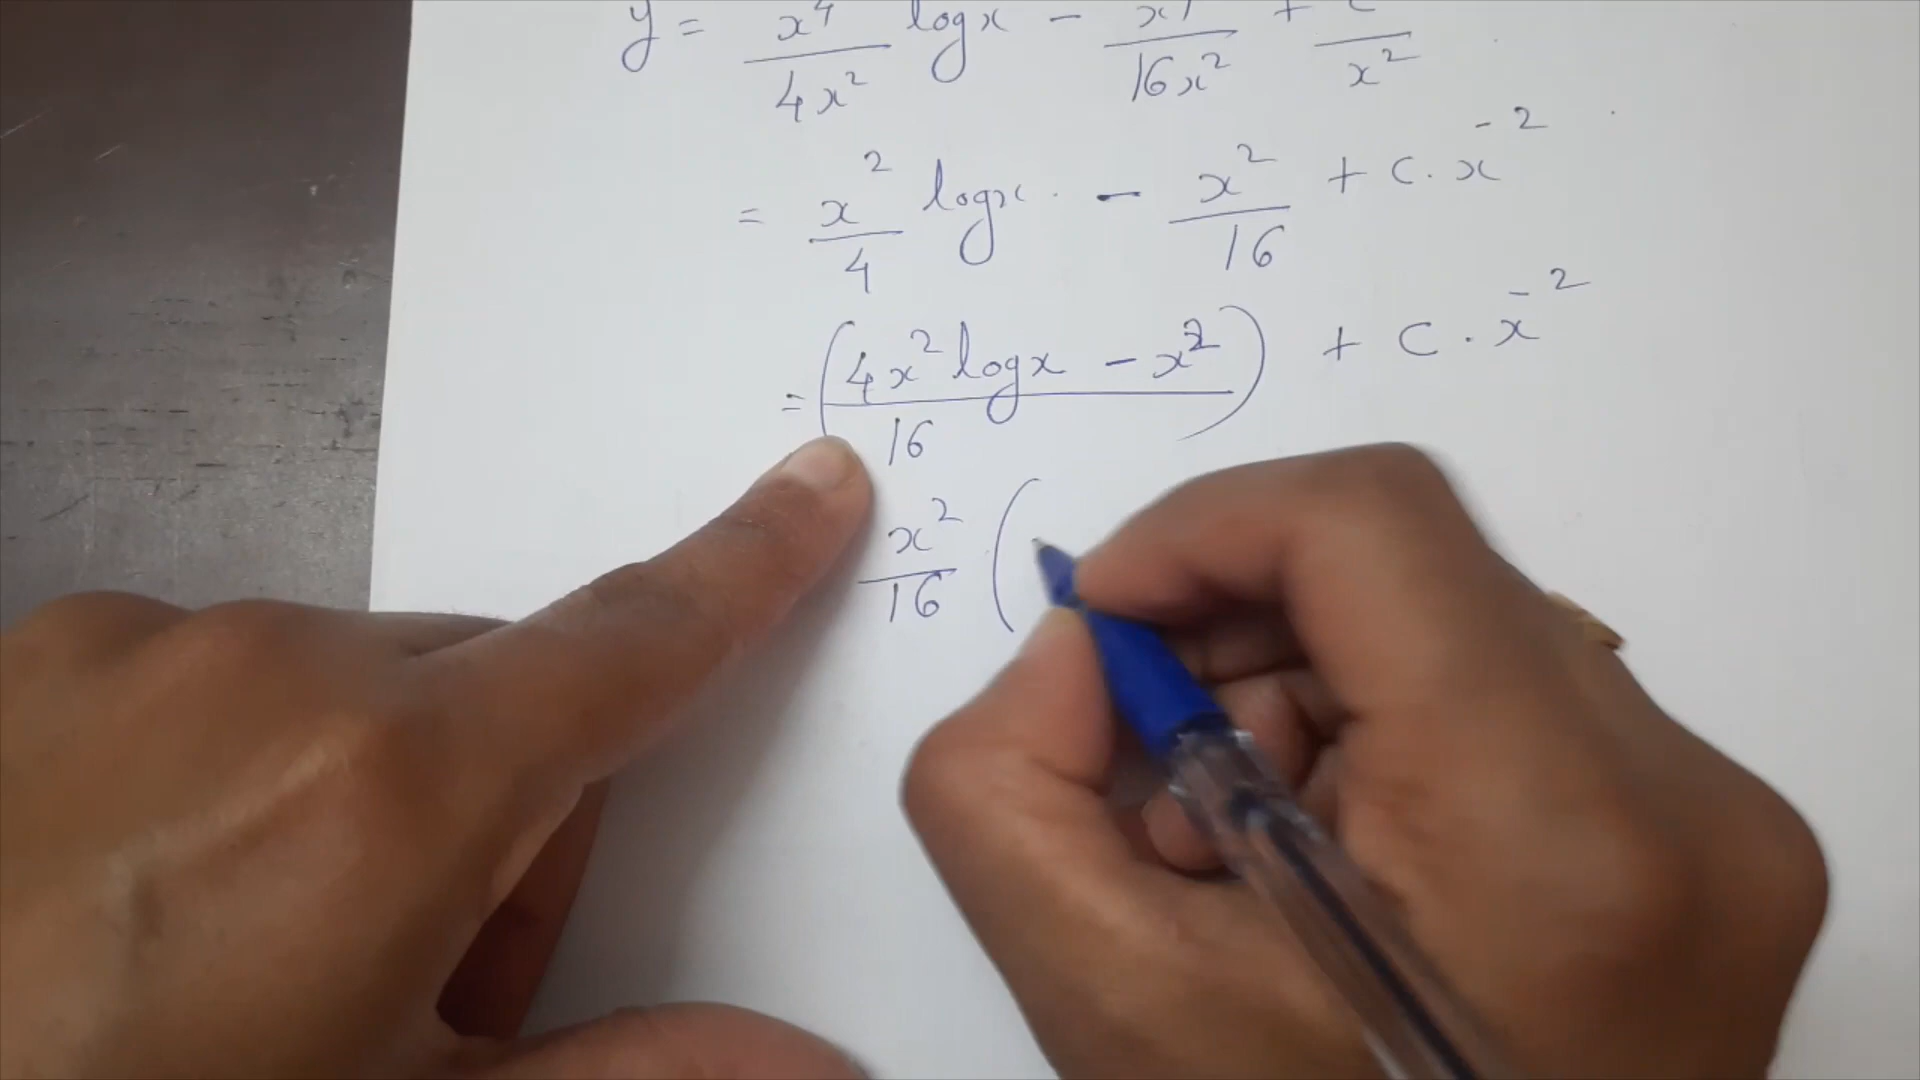 y = x⁴/4x² log x - x⁴/16x² + c/x²
= x²/4 log x. - x²/16 + c. x⁻²
= (4x² log x - x²/16) + c. x⁻²
x²/16 (